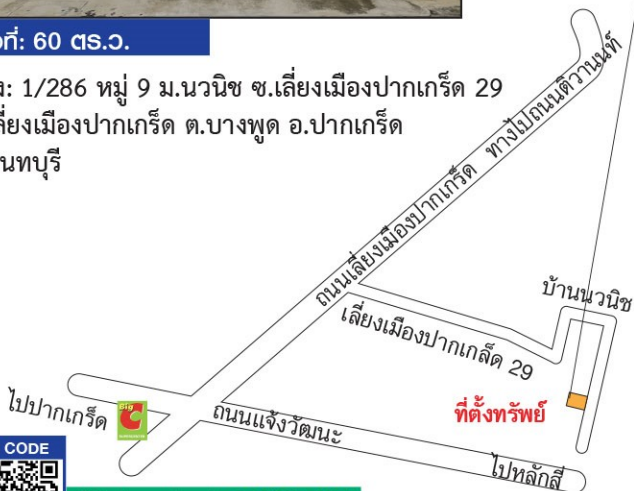 ที่: 60 ตร.ว.
: 1/286 หมู่ 9 ม.นวนิช ซ.เลี่ยงเมืองปากเกร็ด 29
ลี่ยงเมืองปากเกร็ด ต.บางพูด อ.ปากเกร็ด
นทบุรี
ถนนเลี่ยงเมืองปากเกร็ด ทางไปถนนติวานนท์
บ้านนวนิช
เลี่ยงเมืองปากเกล็ด 29
ที่ตั้งทรัพย์
ไปปากเกร็ด
Big C
ถนนแจ้งวัฒนะ
ไปหลักสี่
CODE